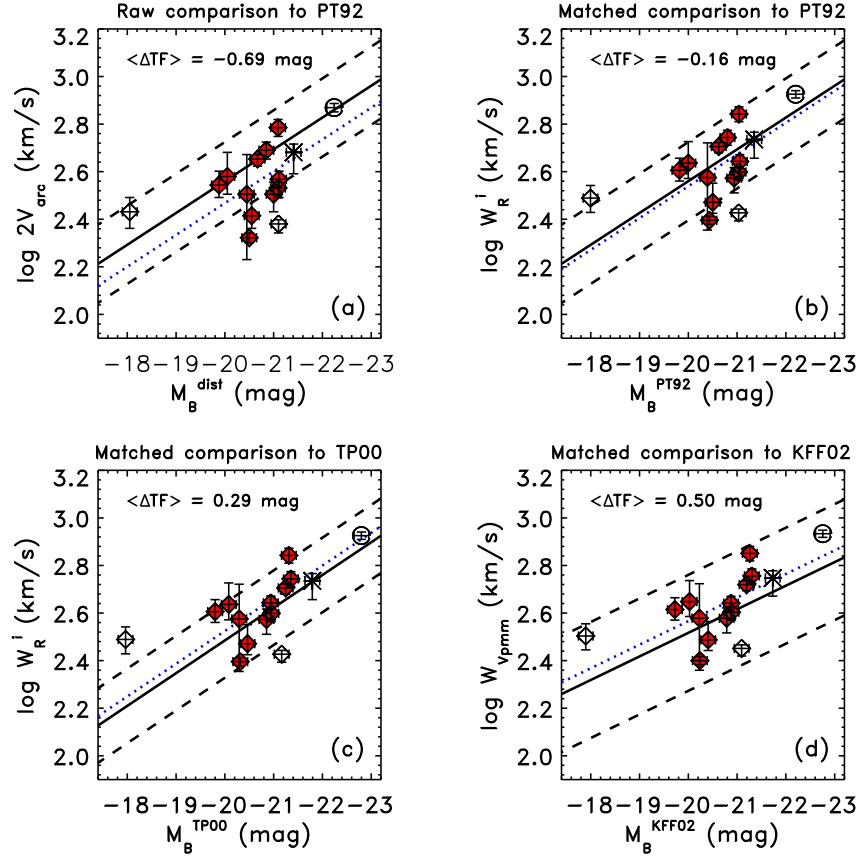 Raw comparison to PT92
<ΔTF> = −0.69 mag
log 2V_arc (km/s)
3.2
3.0
2.8
2.6
2.4
2.2
2.0
(a)
−18 −19 −20 −21 −22 −23
M_B^dist (mag)
Matched comparison to PT92
<ΔTF> = −0.16 mag
log W_R^i (km/s)
3.2
3.0
2.8
2.6
2.4
2.2
2.0
(b)
−18 −19 −20 −21 −22 −23
M_B^PT92 (mag)
Matched comparison to TP00
<ΔTF> = 0.29 mag
log W_R^i (km/s)
3.2
3.0
2.8
2.6
2.4
2.2
2.0
(c)
−18 −19 −20 −21 −22 −23
M_B^TP00 (mag)
Matched comparison to KFF02
<ΔTF> = 0.50 mag
log W_Vpmm (km/s)
3.2
3.0
2.8
2.6
2.4
2.2
2.0
(d)
−18 −19 −20 −21 −22 −23
M_B^KFF02 (mag)